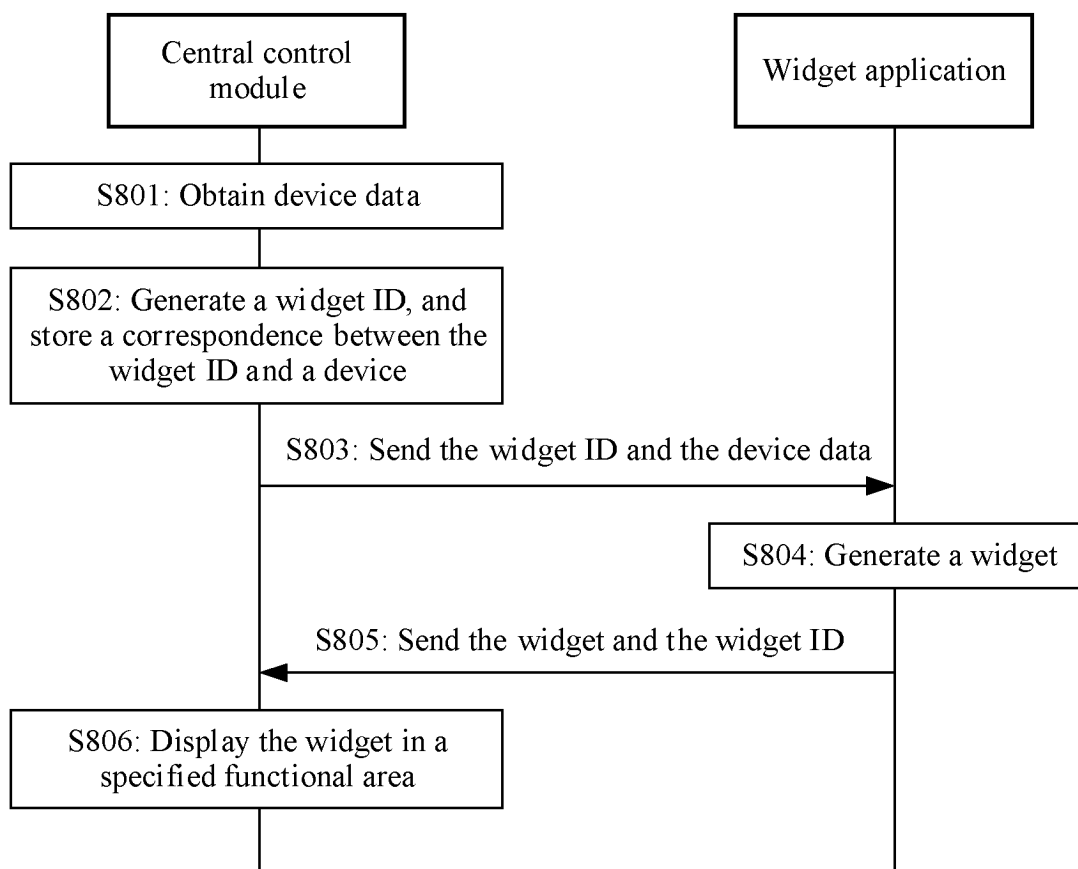 Central control
module
Widget application
S801: Obtain device data
S802: Generate a widget ID, and
store a correspondence between the
widget ID and a device
S803: Send the widget ID and the device data
S804: Generate a widget
S805: Send the widget and the widget ID
S806: Display the widget in a
specified functional area